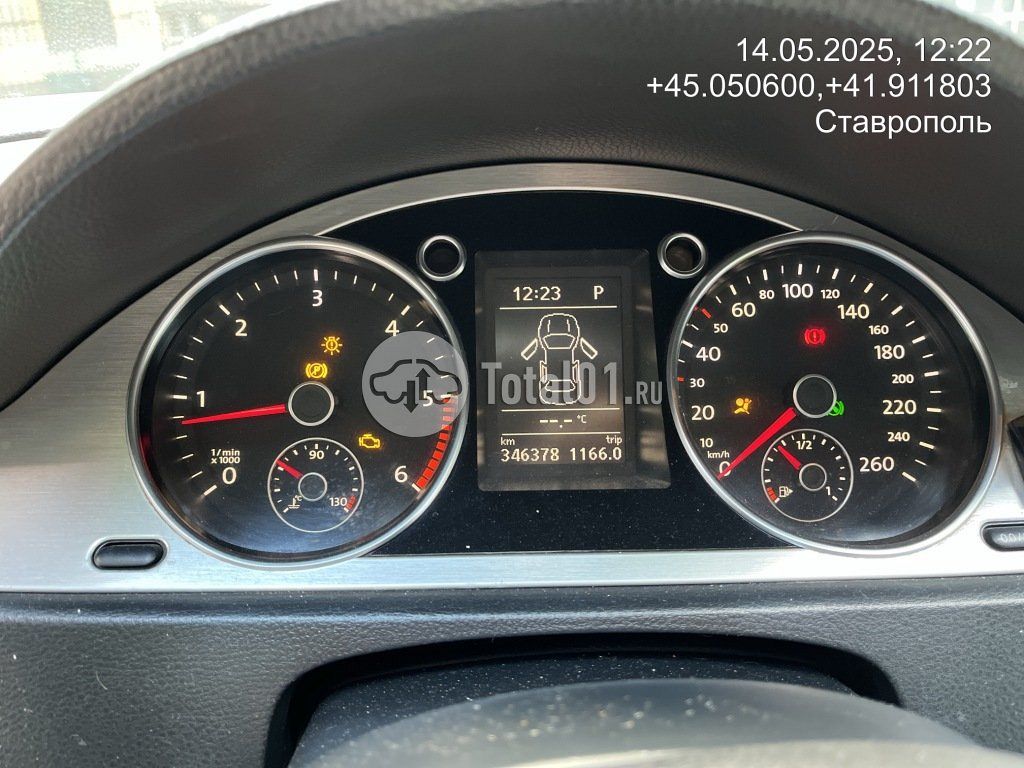 14.05.2025, 12:22
+45.050600,+41.911803
Ставрополь
12:23 P
Total01.RU
--.- °C
km trip
346378 1166.0
0 1 2 3 4 5 6
1/min
x 1000
90
130
°C
0 10 20 30 40 50 60 80 100 120 140 160 180 200 220 240 260
km/h
1/2
1